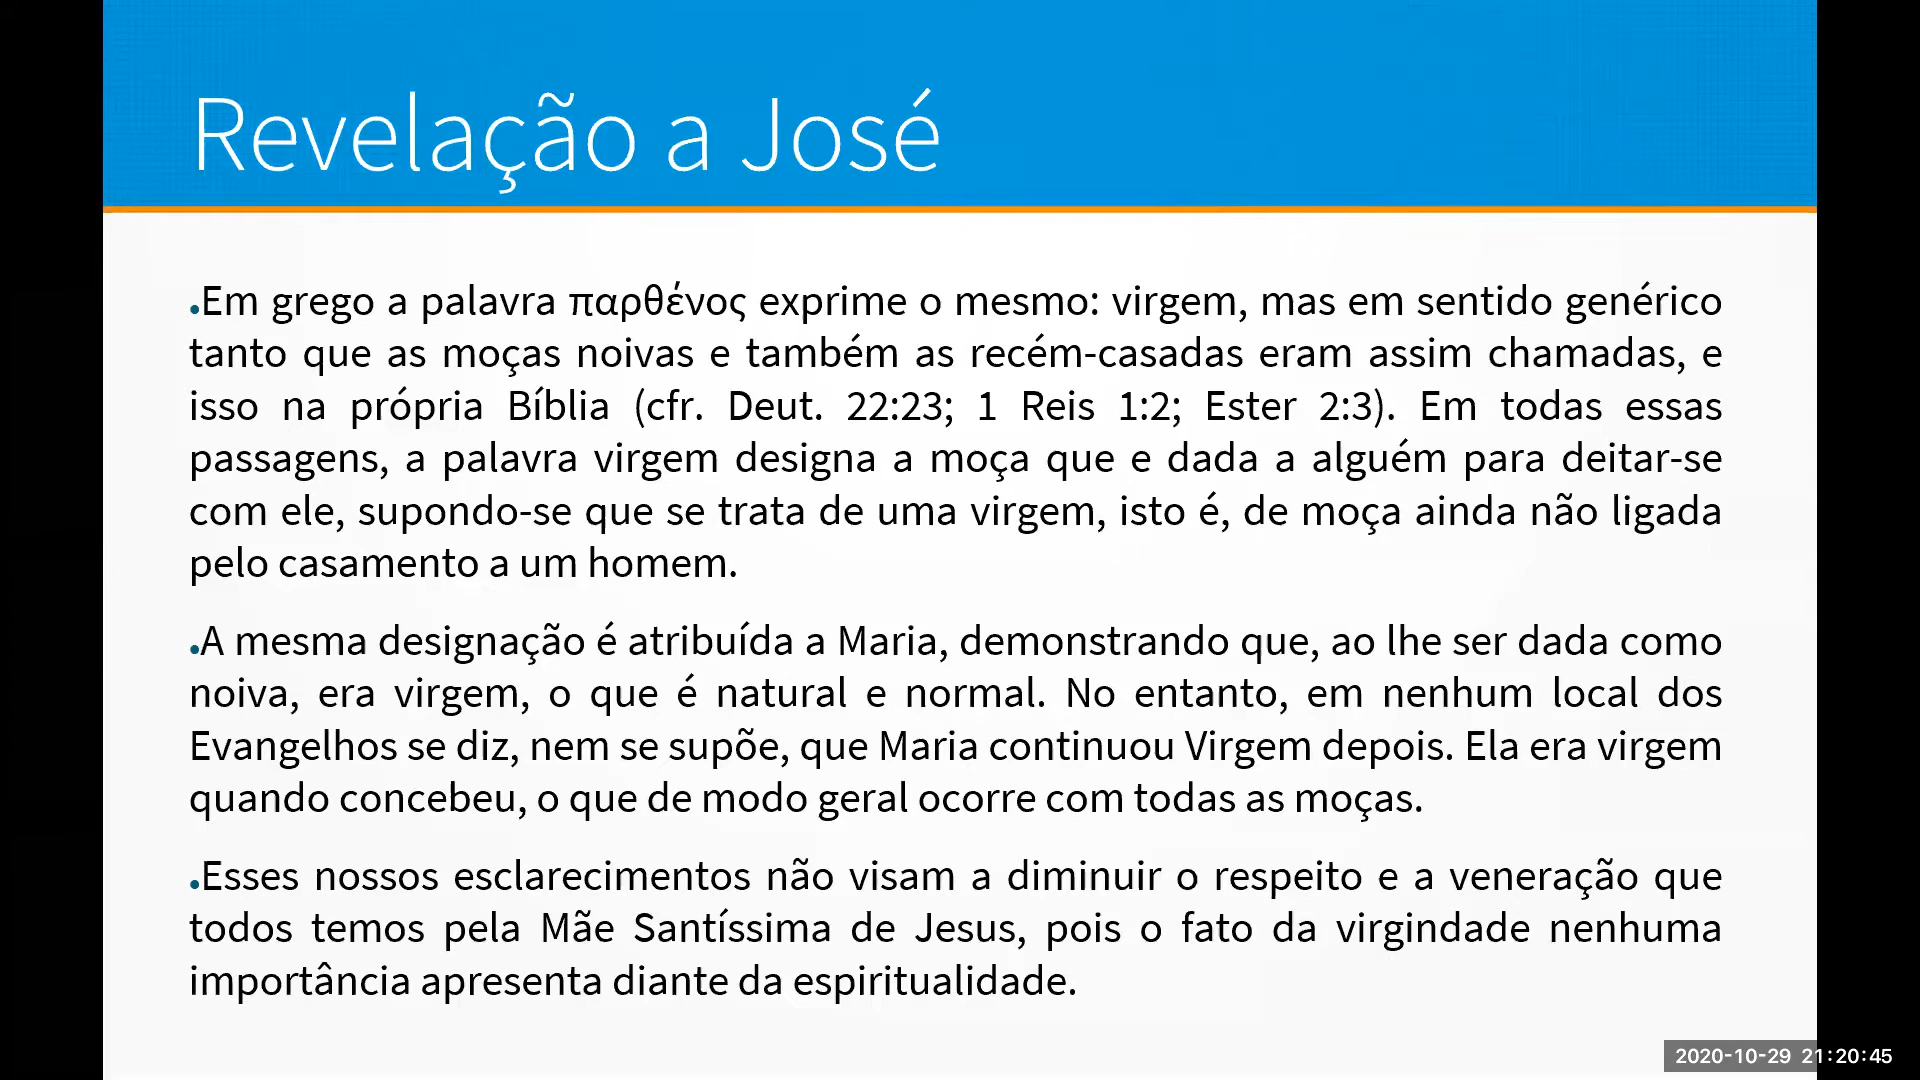 Revelação a José
•Em grego a palavra παρθένος exprime o mesmo: virgem, mas em sentido genérico
tanto que as moças noivas e também as recém-casadas eram assim chamadas, e
isso na própria Bíblia (cfr. Deut. 22:23; 1 Reis 1:2; Ester 2:3). Em todas essas
passagens, a palavra virgem designa a moça que e dada a alguém para deitar-se
com ele, supondo-se que se trata de uma virgem, isto é, de moça ainda não ligada
pelo casamento a um homem.
•A mesma designação é atribuída a Maria, demonstrando que, ao lhe ser dada como
noiva, era virgem, o que é natural e normal. No entanto, em nenhum local dos
Evangelhos se diz, nem se supõe, que Maria continuou Virgem depois. Ela era virgem
quando concebeu, o que de modo geral ocorre com todas as moças.
•Esses nossos esclarecimentos não visam a diminuir o respeito e a veneração que
todos temos pela Mãe Santíssima de Jesus, pois o fato da virgindade nenhuma
importância apresenta diante da espiritualidade.
2020-10-29 21:20:45